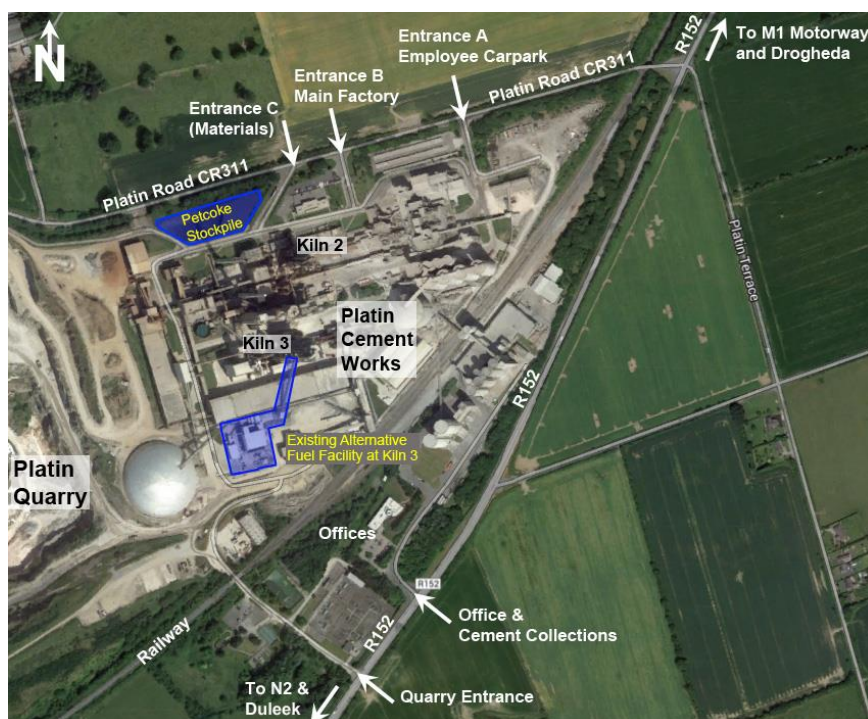 N
To M1 Motorway
and Drogheda
R152
Entrance A
Employee Carpark
Entrance B
Main Factory
Entrance C
(Materials)
Platin Road CR311
Platin Road CR311
Petcoke
Stockpile
Kiln 2
Platin
Cement
Works
Kiln 3
Platin Terrace
R152
Existing Alternative
Fuel Facility at Kiln 3
Platin
Quarry
Offices
R152
Office &
Cement Collections
R152
Railway
To N2 &
Duleek
Quarry Entrance